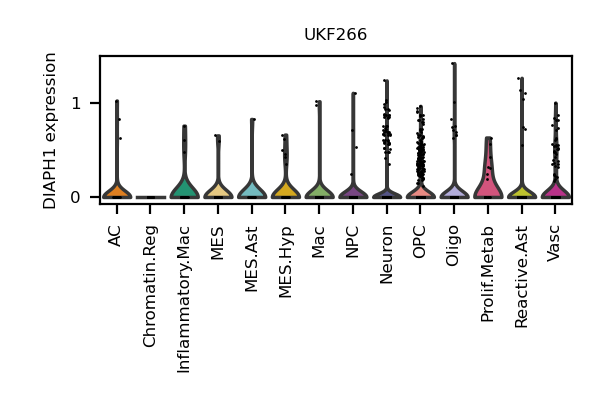 UKF266
DIAPH1 expression
1
0
AC
Chromatin.Reg
Inflammatory.Mac
MES
MES.Ast
MES.Hyp
Mac
NPC
Neuron
OPC
Oligo
Prolif.Metab
Reactive.Ast
Vasc